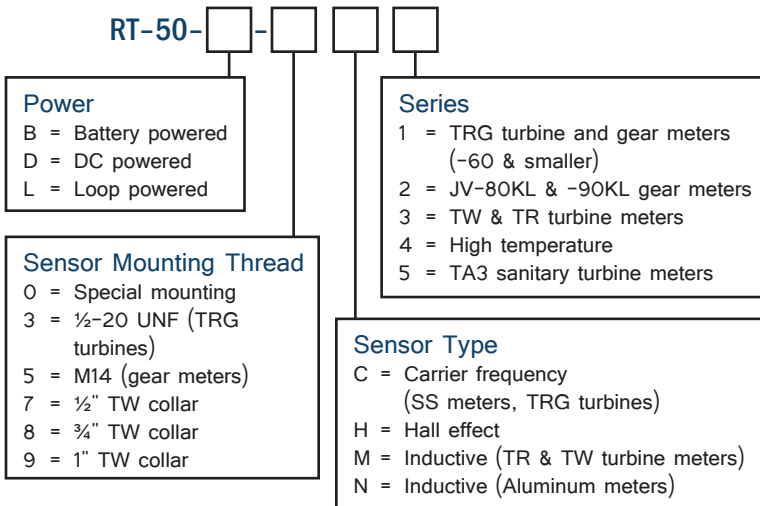 RT-50- -
Power
B = Battery powered
D = DC powered
L = Loop powered
Sensor Mounting Thread
0 = Special mounting
3 = ½-20 UNF (TRG
turbines)
5 = M14 (gear meters)
7 = ½" TW collar
8 = ¾" TW collar
9 = 1" TW collar
Series
1 = TRG turbine and gear meters
(-60 & smaller)
2 = JV-80KL & -90KL gear meters
3 = TW & TR turbine meters
4 = High temperature
5 = TA3 sanitary turbine meters
Sensor Type
C = Carrier frequency
(SS meters, TRG turbines)
H = Hall effect
M = Inductive (TR & TW turbine meters)
N = Inductive (Aluminum meters)